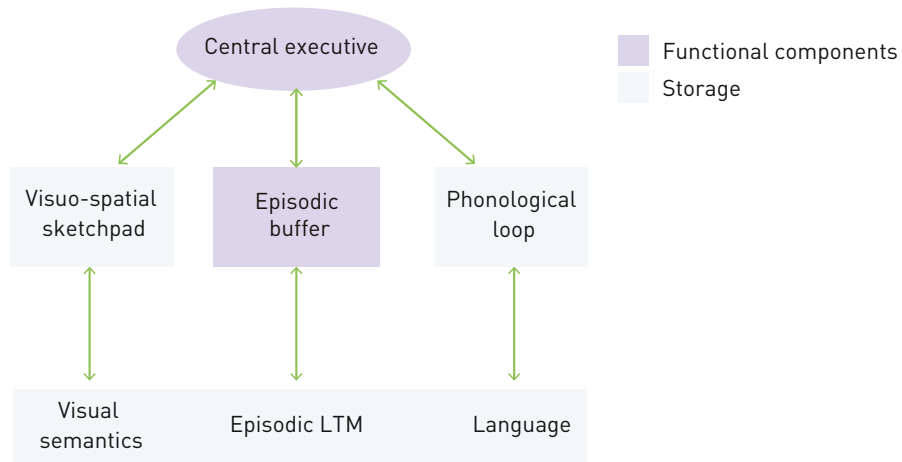 Central executive
Functional components
Storage
Visuo-spatial
sketchpad
Episodic
buffer
Phonological
loop
Visual
semantics
Episodic LTM
Language